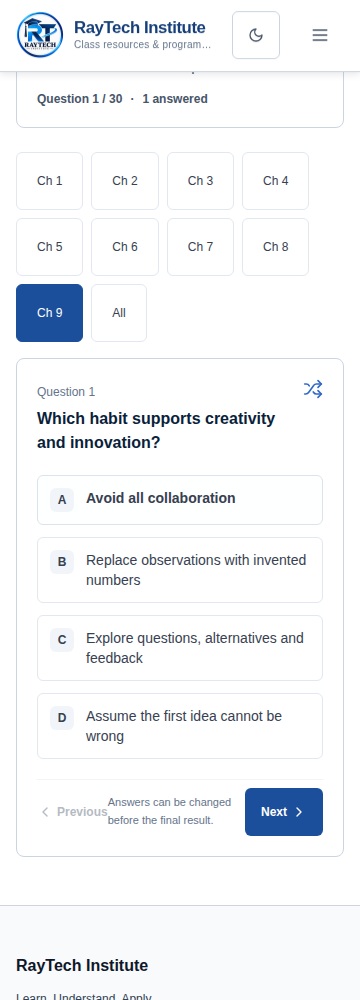 RayTech Institute
Class resources & program...
RT
RAYTECH
INSTITUTE
Question 1 / 30 · 1 answered
Ch 1
Ch 2
Ch 3
Ch 4
Ch 5
Ch 6
Ch 7
Ch 8
Ch 9
All
Question 1
Which habit supports creativity
and innovation?
A
Avoid all collaboration
B
Replace observations with invented
numbers
C
Explore questions, alternatives and
feedback
D
Assume the first idea cannot be
wrong
Previous
Answers can be changed
before the final result.
Next
RayTech Institute
Learn. Understand. Apply.